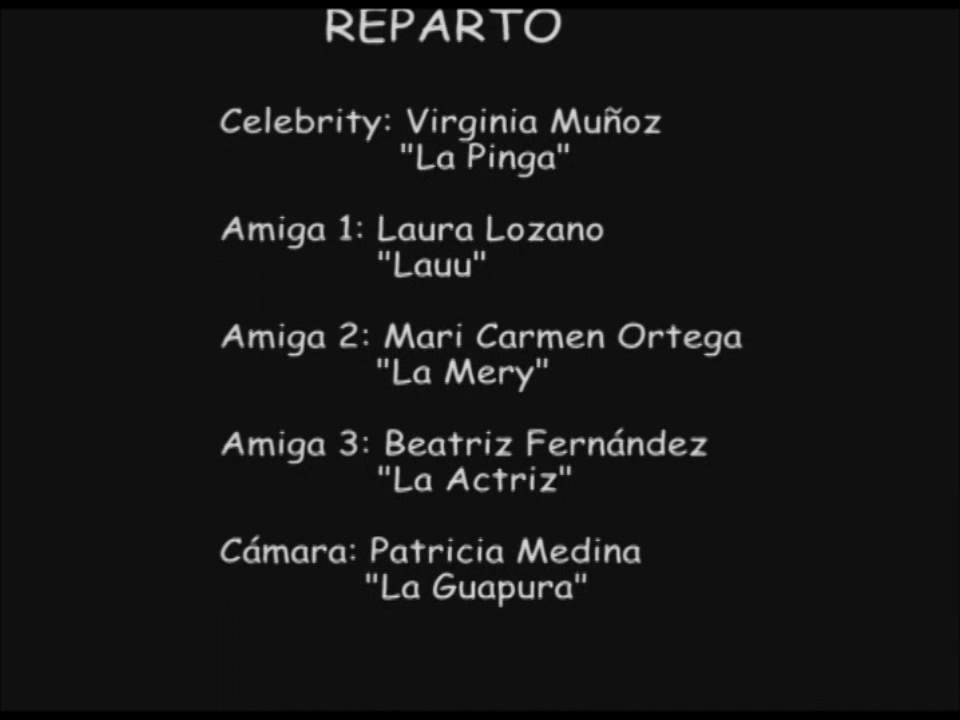 REPARTO
Celebrity: Virginia Muñoz
"La Pinga"
Amiga 1: Laura Lozano
"Lauu"
Amiga 2: Mari Carmen Ortega
"La Mery"
Amiga 3: Beatriz Fernández
"La Actriz"
Cámara: Patricia Medina
"La Guapura"